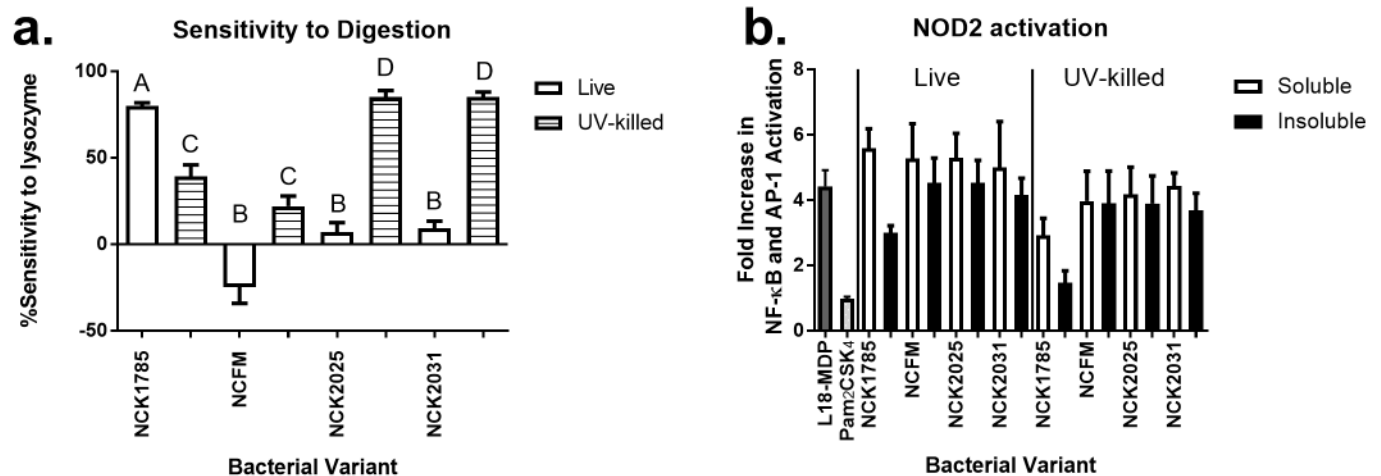 a.
Sensitivity to Digestion
%Sensitivity to lysozyme
100
50
0
-50
A
C
B
C
B
D
B
D
Live
UV-killed
NCK1785
NCFM
NCK2025
NCK2031
Bacterial Variant
b.
NOD2 activation
Fold Increase in
NF-κB and AP-1 Activation
8
6
4
2
0
Live
UV-killed
Soluble
Insoluble
L18-MDP
Pam2CSK4
NCK1785
NCFM
NCK2025
NCK2031
NCK1785
NCFM
NCK2025
NCK2031
Bacterial Variant